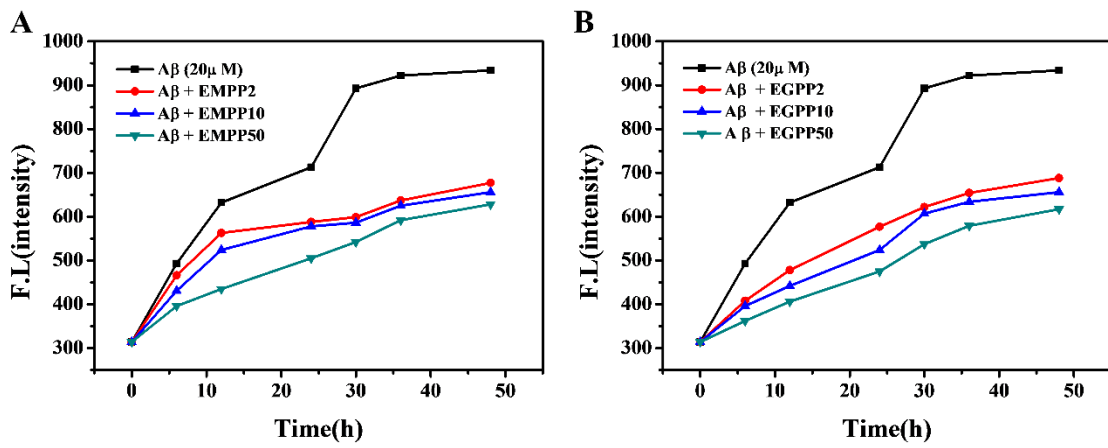 A
1000
900
800
700
600
500
400
300
F.L(intensity)
Aβ (20μ M)
Aβ + EMPP2
Aβ + EMPP10
Aβ + EMPP50
0
10
20
30
40
50
Time(h)
B
1000
900
800
700
600
500
400
300
F.L(intensity)
Aβ (20μ M)
Aβ + EGPP2
Aβ + EGPP10
A β + EGPP50
0
10
20
30
40
50
Time(h)